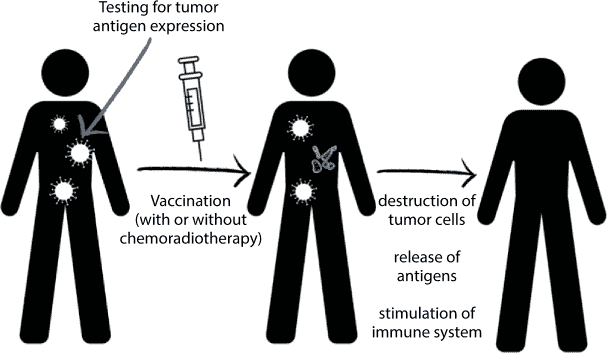 Testing for tumor
antigen expression
Vaccination
(with or without
chemoradiotherapy)
destruction of
tumor cells
release of
antigens
stimulation of
immune system